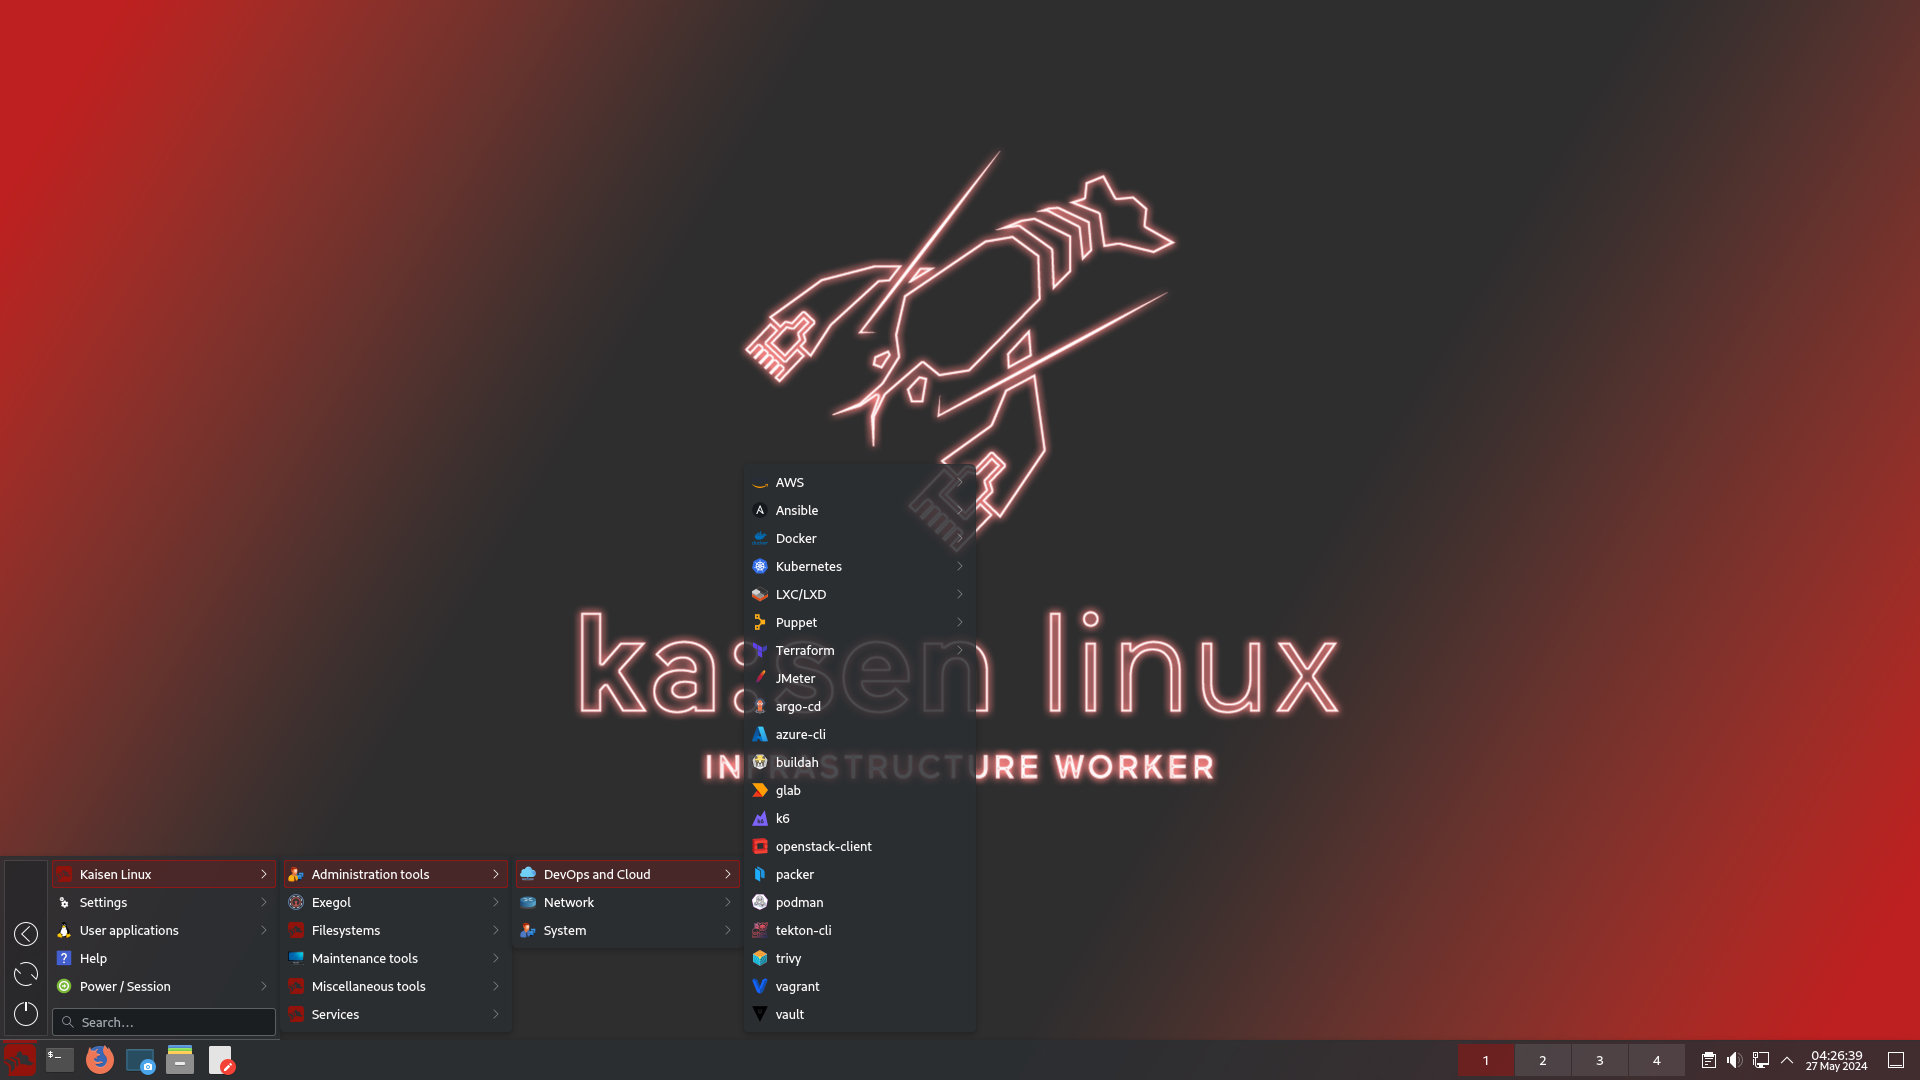 ka:sen linux
INFRASTRUCTURE WORKER
AWS
Ansible
Docker
Kubernetes
LXC/LXD
Puppet
Terraform
JMeter
argo-cd
azure-cli
buildah
glab
k6
openstack-client
packer
podman
tekton-cli
trivy
vagrant
vault
DevOps and Cloud
Network
System
Administration tools
Exegol
Filesystems
Maintenance tools
Miscellaneous tools
Services
Kaisen Linux
Settings
User applications
Help
Power / Session
Search...
1 2 3 4
04:26:39
27 May 2024